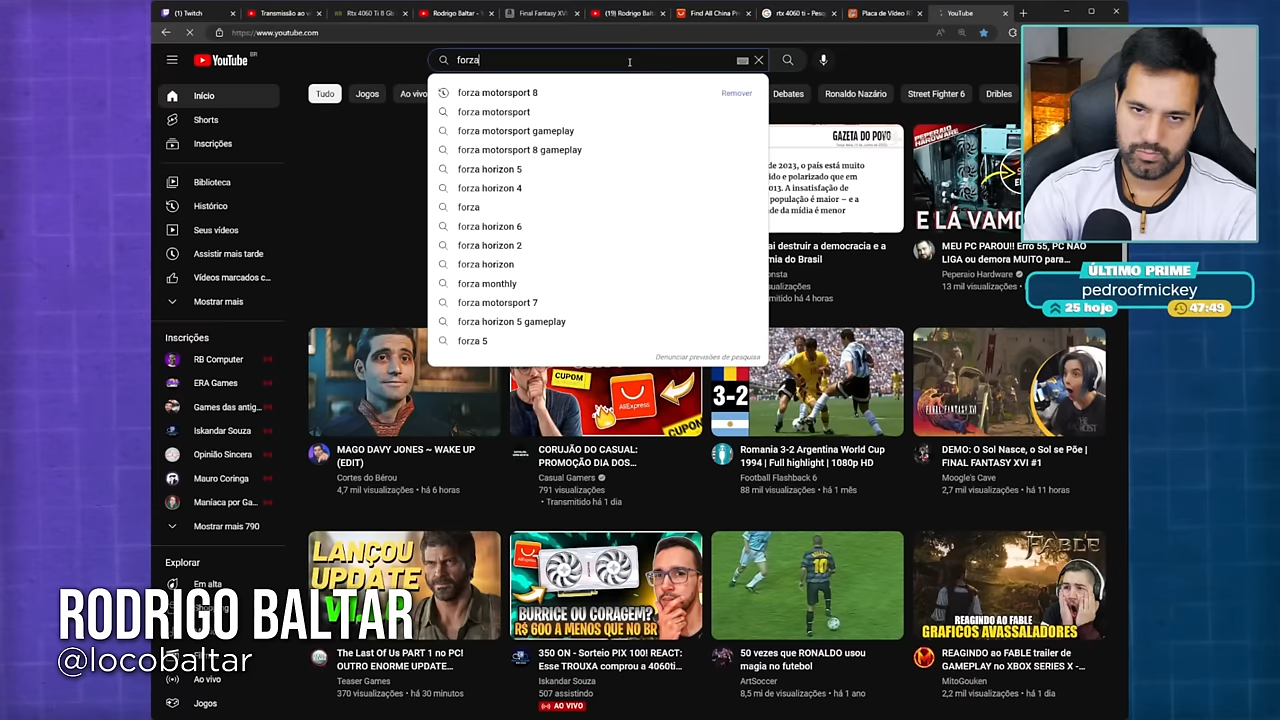 Twitch
Transmissão ao vi
Rtx 4060 Ti 8 Gb
Rodrigo Baltar - Y
Final Fantasy XVI
(19) Rodrigo Balta
Find All China Pr
rtx 4060 ti - Pesq
Placa de Vídeo R
YouTube
https://www.youtube.com
YouTube BR
forza
Tudo
Jogos
Ao vivo
Debates
Ronaldo Nazário
Street Fighter 6
Dribles
forza motorsport 8
Remover
forza motorsport
forza motorsport gameplay
forza motorsport 8 gameplay
forza horizon 5
forza horizon 4
forza
forza horizon 6
forza horizon 2
forza horizon
forza monthly
forza motorsport 7
forza horizon 5 gameplay
forza 5
Denunciar previsões de pesquisa
Início
Shorts
Inscrições
Biblioteca
Histórico
Seus vídeos
Assistir mais tarde
Vídeos marcados c...
Mostrar mais
Inscrições
RB Computer
ERA Games
Games das antig...
Iskandar Souza
Opinião Sincera
Mauro Coringa
Maníaca por Ga...
Mostrar mais 790
Explorar
Em alta
Ao vivo
Jogos
GAZETA DO POVO
de 2023, o país está muito
ido e polarizado que em
013. A insatisfação de
população é maior – e a
de da mídia é menor
ai destruir a democracia e a
mia do Brasil
onsta
ualizações
mitido há 4 horas
PEPERAIO
HARDWARE
E LÁ VAMO
MEU PC PAROU!! Erro 55, PC NÃO
LIGA ou demora MUITO para...
Peperaio Hardware
13 mil visualizações
ÚLTIMO PRIME
pedroofmickey
25 hoje
47:49
MAGO DAVY JONES ~ WAKE UP
(EDIT)
Cortes do Bérou
4,7 mil visualizações • há 6 horas
CUPOM
AliExpress
CUPON
CORUJÃO DO CASUAL:
PROMOÇÃO DIA DOS...
Casual Gamers
791 visualizações
• Transmitido há 1 dia
3-2
Romania 3-2 Argentina World Cup
1994 | Full highlight | 1080p HD
Football Flashback 6
88 mil visualizações • há 1 mês
FINAL FANTASY XVI
DEMO: O Sol Nasce, o Sol se Põe |
FINAL FANTASY XVI #1
Moogle's Cave
2,7 mil visualizações • há 11 horas
LANÇOU
UPDATE
The Last Of Us PART 1 no PC!
OUTRO ENORME UPDATE...
Teaser Games
370 visualizações • há 30 minutos
AliExpress
BURRICE OU CORAGEM?
R$ 600 A MENOS QUE NO BR
350 ON - Sorteio PIX 100! REACT:
Esse TROUXA comprou a 4060ti...
Iskandar Souza
507 assistindo
AO VIVO
10
50 vezes que RONALDO usou
magia no futebol
ArtSoccer
8,5 mi de visualizações • há 1 ano
FABLE
REAGINDO AO FABLE
GRAFICOS AVASSALADORES
REAGINDO ao FABLE trailer de
GAMEPLAY no XBOX SERIES X -...
MitoGouken
2,2 mil visualizações • há 1 dia
RODRIGO BALTAR
@locobaltar